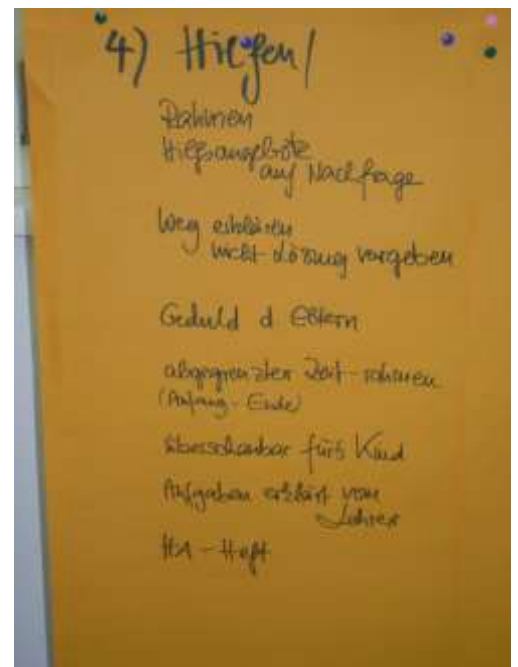 4) Hilfen/
Rahmen
Hilfsangebote
auf Nachfrage
Weg erklären
nicht Lösung vorgeben
Geduld d Eltern
abgegrenzter Zeit-rahmen
(Anfang - Ende)
überschaubar fürs Kind
Aufgaben erklärt vom
Lehrer
HA - Heft